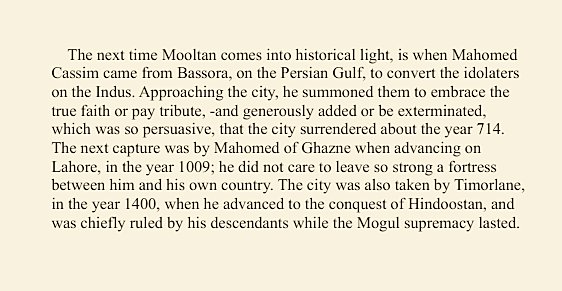 The next time Mooltan comes into historical light, is when Mahomed
Cassim came from Bassora, on the Persian Gulf, to convert the idolaters
on the Indus. Approaching the city, he summoned them to embrace the
true faith or pay tribute, -and generously added or be exterminated,
which was so persuasive, that the city surrendered about the year 714.
The next capture was by Mahomed of Ghazne when advancing on
Lahore, in the year 1009; he did not care to leave so strong a fortress
between him and his own country. The city was also taken by Timorlane,
in the year 1400, when he advanced to the conquest of Hindoostan, and
was chiefly ruled by his descendants while the Mogul supremacy lasted.